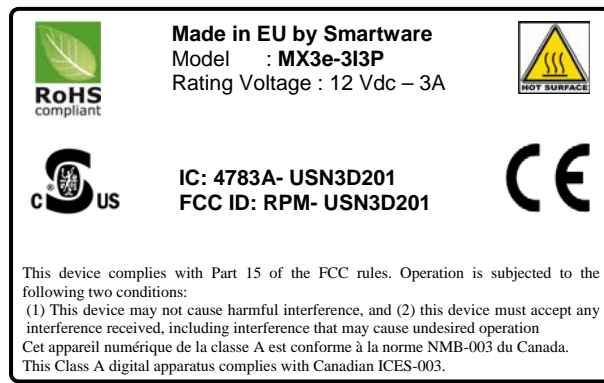 Made in EU by Smartware
Model : MX3e-3I3P
Rating Voltage : 12 Vdc – 3A
RoHS
compliant
HOT SURFACE
C ® US
IC: 4783A- USN3D201
FCC ID: RPM- USN3D201
CE
This device complies with Part 15 of the FCC rules. Operation is subjected to the
following two conditions:
(1) This device may not cause harmful interference, and (2) this device must accept any
interference received, including interference that may cause undesired operation
Cet appareil numérique de la classe A est conforme à la norme NMB-003 du Canada.
This Class A digital apparatus complies with Canadian ICES-003.